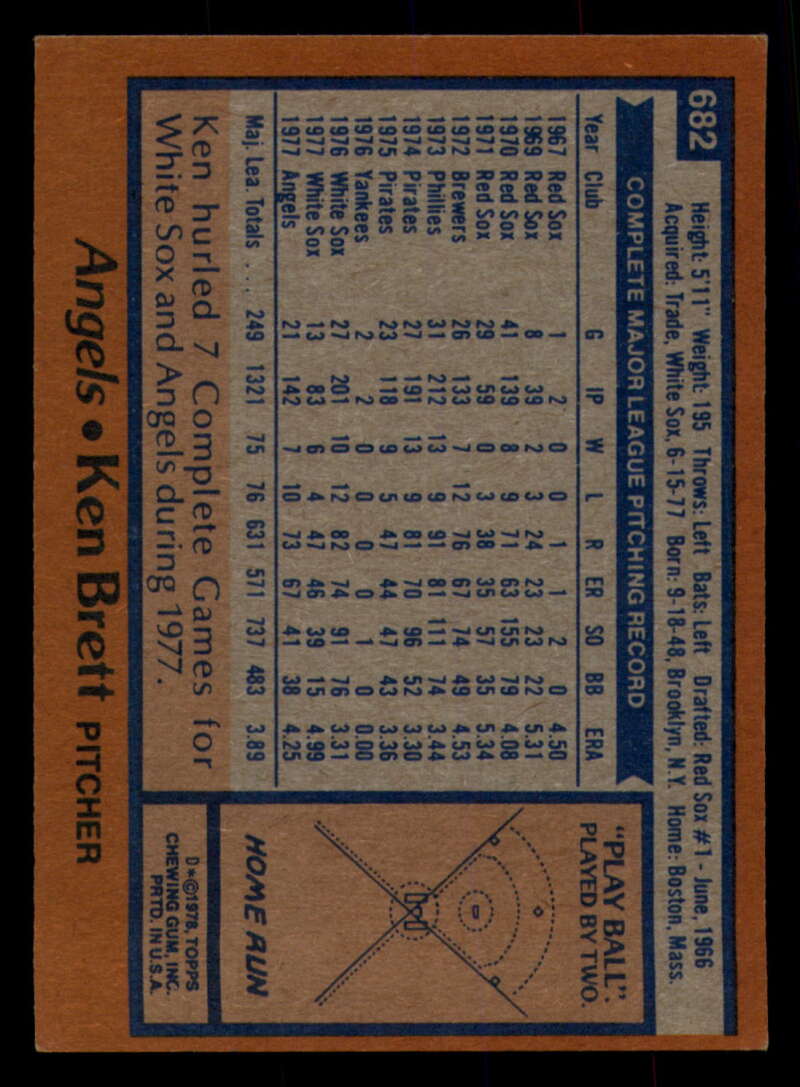 682
Height: 5'11" Weight: 195 Throws: Left Bats: Left Drafted: Red Sox #1 - June, 1966
Acquired: Trade, White Sox, 6-15-77 Born: 9-18-48, Brooklyn, N.Y. Home: Boston, Mass.
COMPLETE MAJOR LEAGUE PITCHING RECORD
Year Club G IP W L R ER SO BB ERA
1967 Red Sox 1 2 0 0 1 1 2 0 4.50
1969 Red Sox 8 39 2 3 24 23 23 22 5.31
1970 Red Sox 41 139 8 9 71 63 155 79 4.08
1971 Red Sox 29 59 0 3 38 35 57 35 5.34
1972 Brewers 26 133 7 12 76 67 74 49 4.53
1973 Phillies 31 212 13 9 91 81 111 74 3.44
1974 Pirates 27 191 13 9 81 70 96 52 3.30
1975 Pirates 23 118 9 5 47 44 47 43 3.36
1976 Yankees 2 2 0 0 0 0 1 0 0.00
1976 White Sox 27 201 10 12 82 74 91 76 3.31
1977 White Sox 13 83 6 4 47 46 39 15 4.99
1977 Angels 21 142 7 10 73 67 41 38 4.25
Maj. Lea. Totals . . . 249 1321 75 76 631 571 737 483 3.89
Ken hurled 7 Complete Games for
White Sox and Angels during 1977.
"PLAY BALL":
PLAYED BY TWO.
HOME RUN
D*©1978, TOPPS
CHEWING GUM, INC.
PRTD. IN U.S.A.
Angels • Ken Brett PITCHER